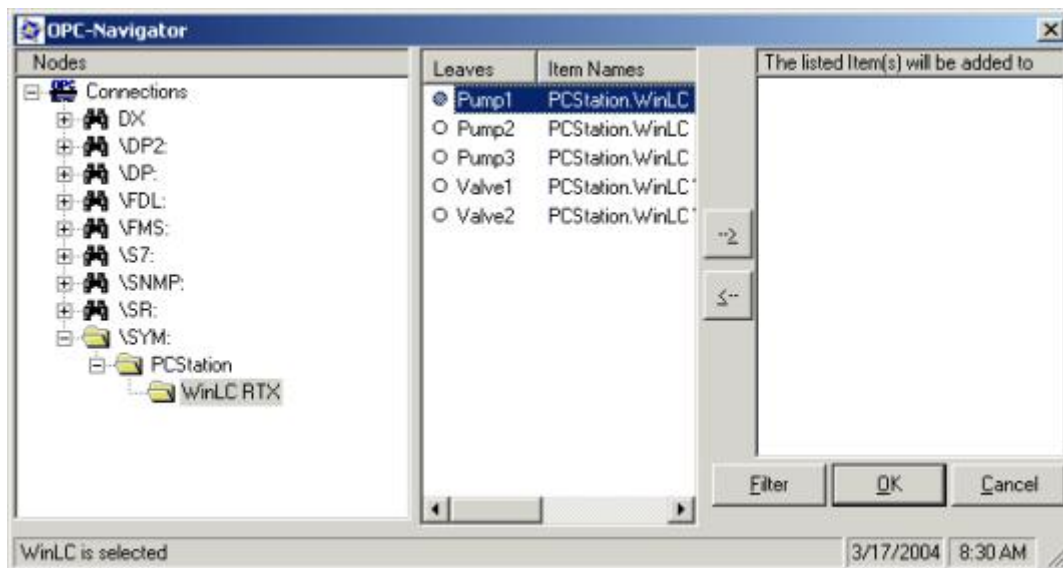 OPC-Navigator
Nodes
Connections
DX
\DP2:
\DP:
\FDL:
\FMS:
\S7:
\SNMP:
\SR:
\SYM:
PCStation
WinLC RTX
Leaves Item Names
Pump1 PCStation.WinLC
Pump2 PCStation.WinLC
Pump3 PCStation.WinLC
Valve1 PCStation.WinLC
Valve2 PCStation.WinLC
-->
<--
The listed Item(s) will be added to
Filter OK Cancel
WinLC is selected 3/17/2004 8:30 AM